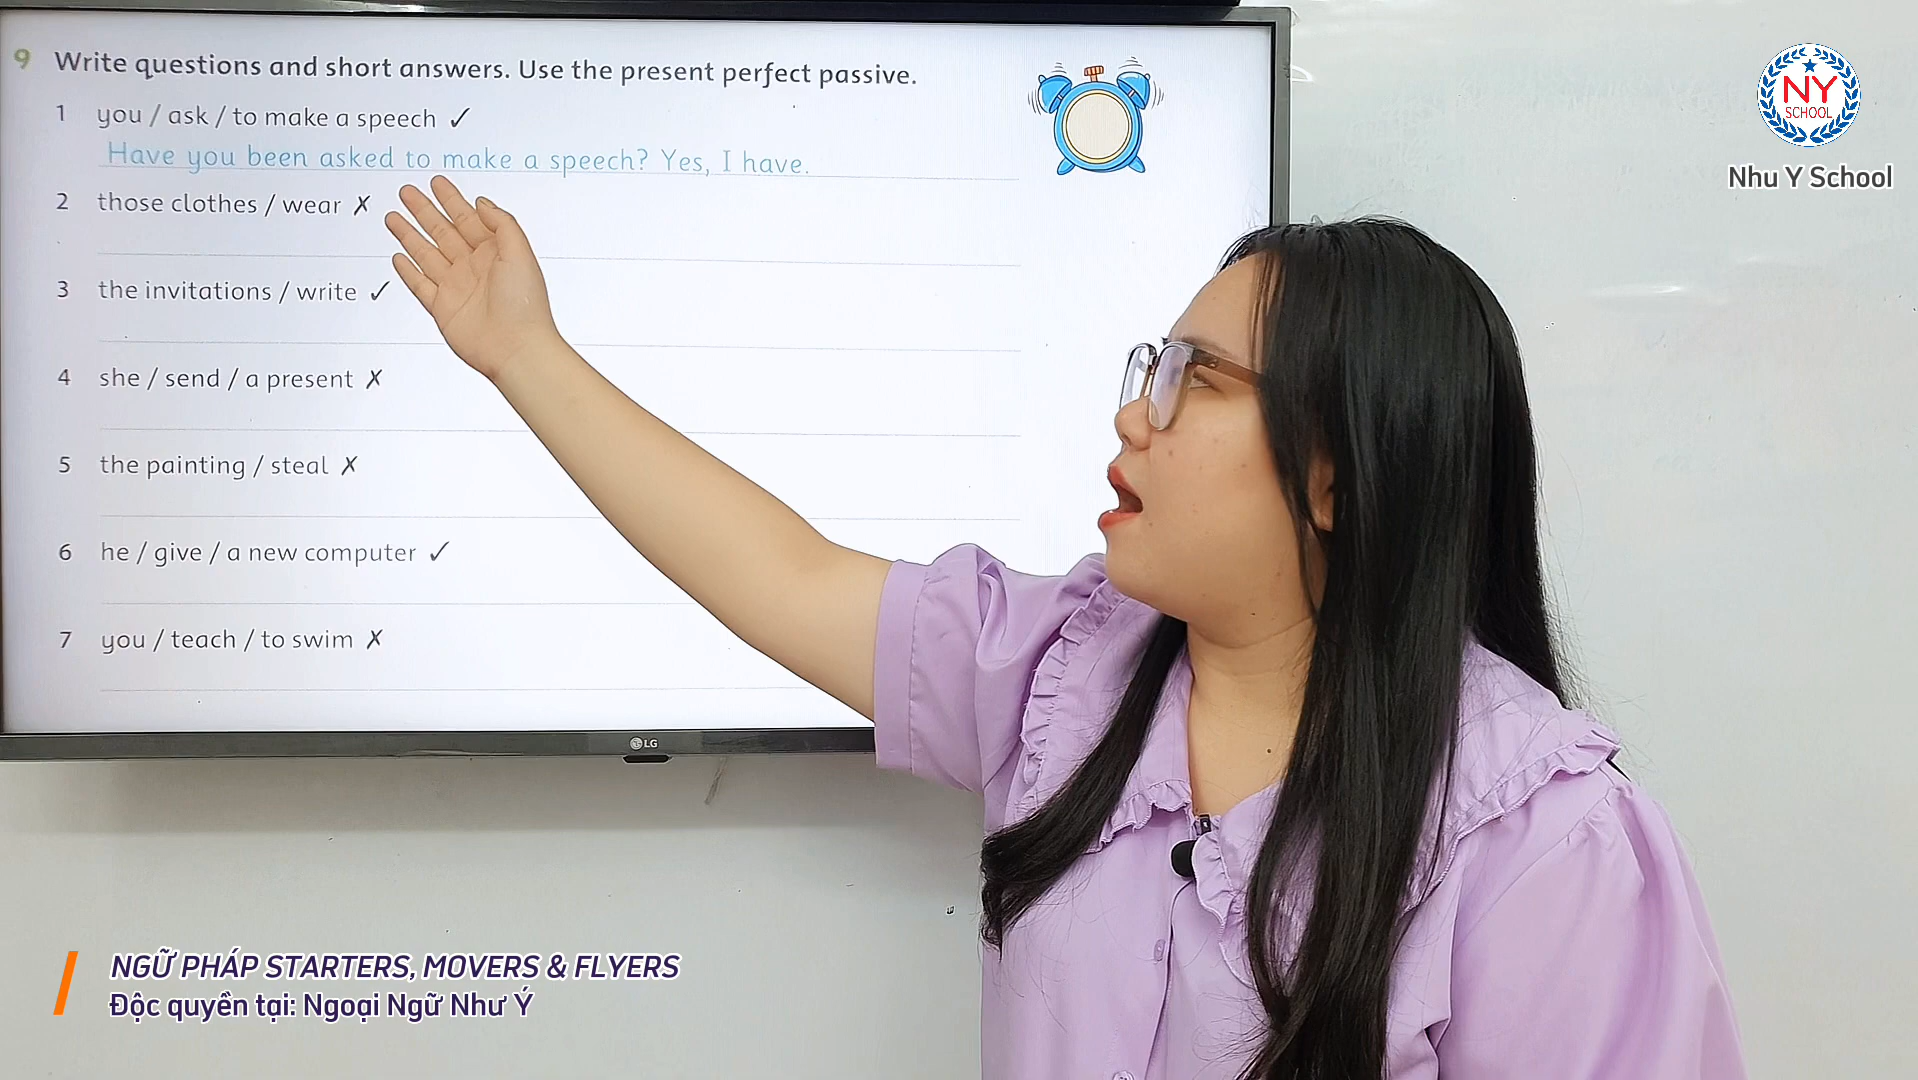 9 Write questions and short answers. Use the present perfect passive.
1 you / ask / to make a speech ✓
Have you been asked to make a speech? Yes, I have.
2 those clothes / wear ✗
3 the invitations / write ✓
4 she / send / a present ✗
5 the painting / steal ✗
6 he / give / a new computer ✓
7 you / teach / to swim ✗
LG
NY
SCHOOL
Nhu Y School
NGỮ PHÁP STARTERS, MOVERS & FLYERS
Độc quyền tại: Ngoại Ngữ Như Ý